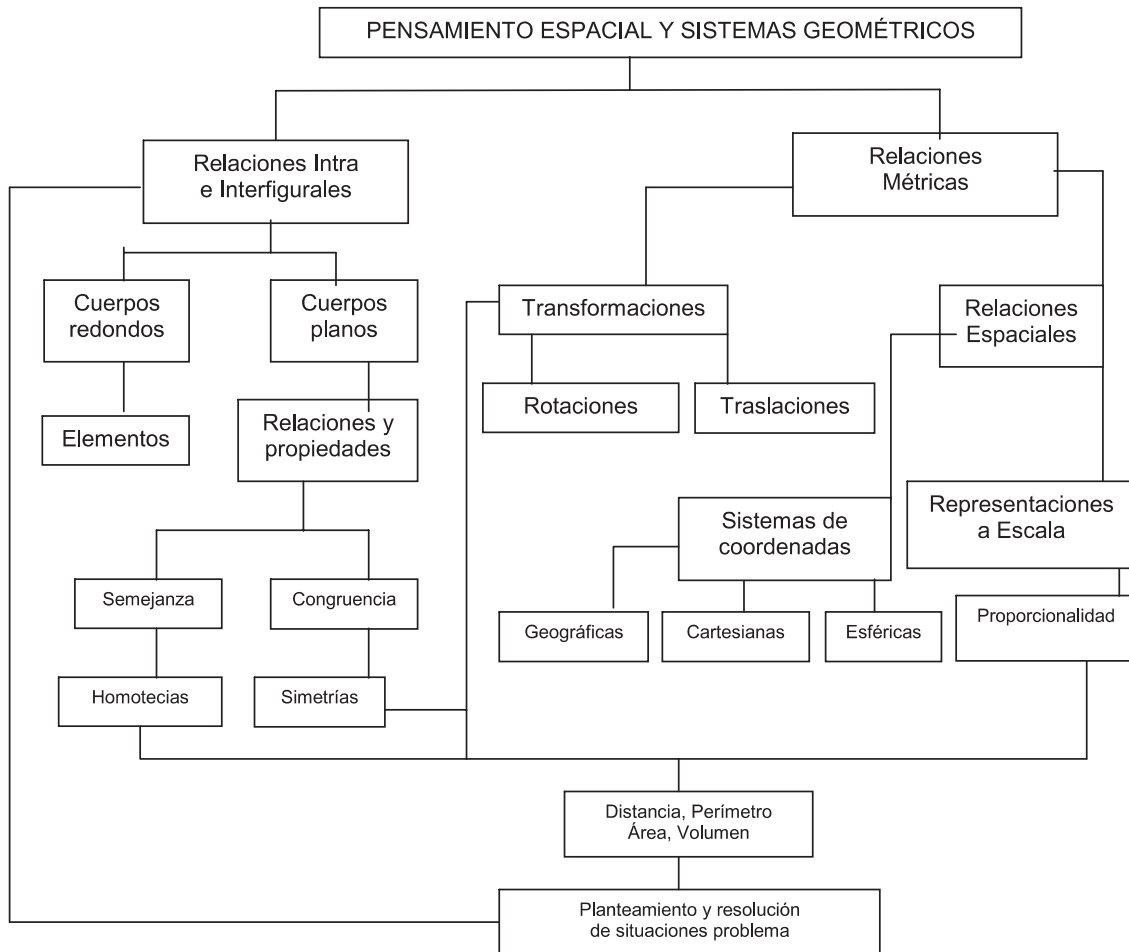 PENSAMIENTO ESPACIAL Y SISTEMAS GEOMÉTRICOS
Relaciones Intra
e Interfigurales
Relaciones
Métricas
Cuerpos
redondos
Cuerpos
planos
Transformaciones
Relaciones
Espaciales
Rotaciones
Traslaciones
Elementos
Relaciones y
propiedades
Sistemas de
coordenadas
Representaciones
a Escala
Semejanza
Congruencia
Geográficas
Cartesianas
Esféricas
Proporcionalidad
Homotecias
Simetrías
Distancia, Perímetro
Área, Volumen
Planteamiento y resolución
de situaciones problema